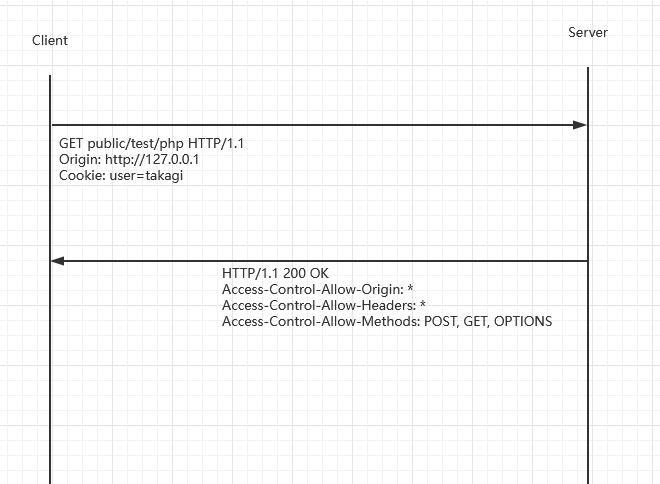 Client
Server
GET public/test/php HTTP/1.1
Origin: http://127.0.0.1
Cookie: user=takagi
HTTP/1.1 200 OK
Access-Control-Allow-Origin: *
Access-Control-Allow-Headers: *
Access-Control-Allow-Methods: POST, GET, OPTIONS